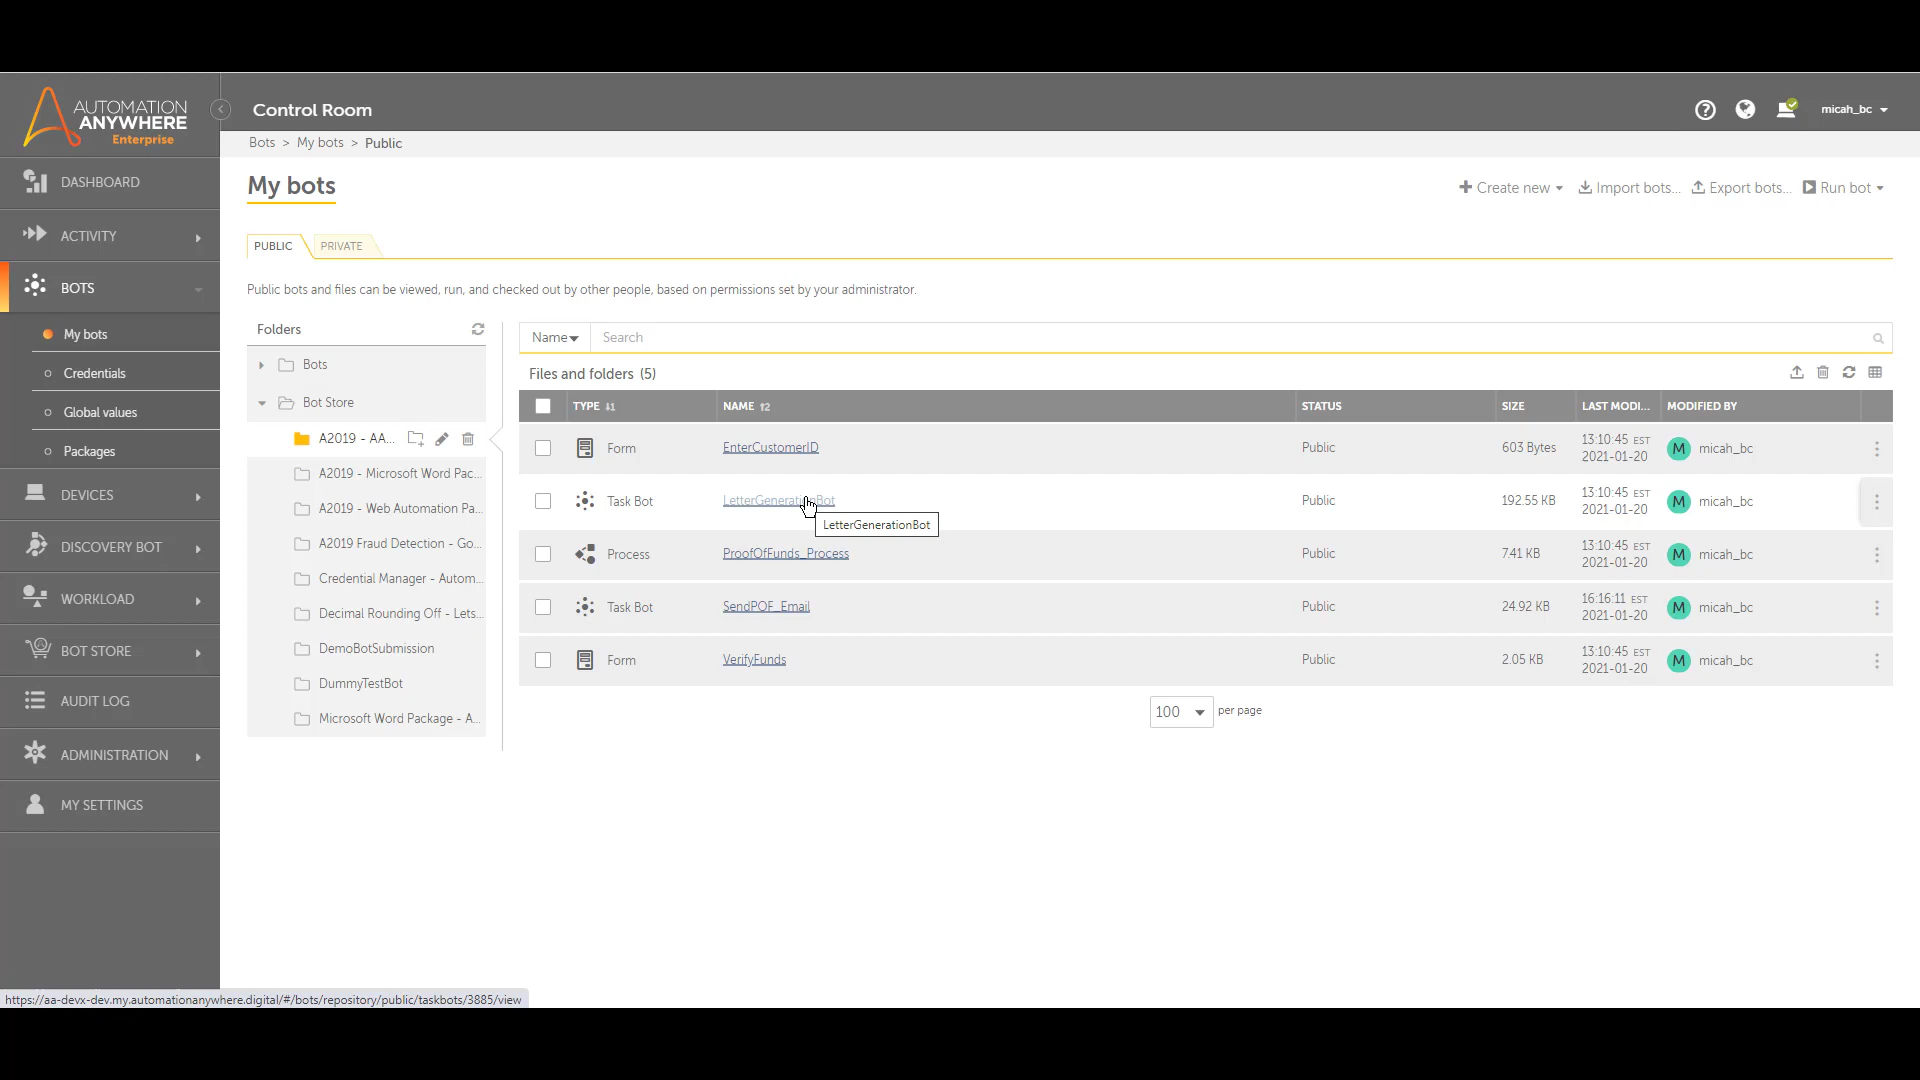 AUTOMATION
ANYWHERE
Enterprise
Control Room
micah_bc
Bots > My bots > Public
DASHBOARD
ACTIVITY
BOTS
My bots
Credentials
Global values
Packages
DEVICES
DISCOVERY BOT
WORKLOAD
BOT STORE
AUDIT LOG
ADMINISTRATION
MY SETTINGS
My bots
Create new
Import bots...
Export bots...
Run bot
PUBLIC
PRIVATE
Public bots and files can be viewed, run, and checked out by other people, based on permissions set by your administrator.
Folders
Bots
Bot Store
A2019 - AA...
A2019 - Microsoft Word Pac...
A2019 - Web Automation Pa...
A2019 Fraud Detection - Go...
Credential Manager - Autom...
Decimal Rounding Off - Lets...
DemoBotSubmission
DummyTestBot
Microsoft Word Package - A...
Name
Search
Files and folders (5)
TYPE NAME STATUS SIZE LAST MODI... MODIFIED BY
Form EnterCustomerID Public 603 Bytes 13:10:45 EST 2021-01-20 M micah_bc
Task Bot LetterGenerationBot Public 192.55 KB 13:10:45 EST 2021-01-20 M micah_bc
LetterGenerationBot
Process ProofOfFunds_Process Public 7.41 KB 13:10:45 EST 2021-01-20 M micah_bc
Task Bot SendPOF_Email Public 24.92 KB 16:16:11 EST 2021-01-20 M micah_bc
Form VerifyFunds Public 2.05 KB 13:10:45 EST 2021-01-20 M micah_bc
100 per page
https://aa-devx-dev.my.automationanywhere.digital/#/bots/repository/public/taskbots/3885/view